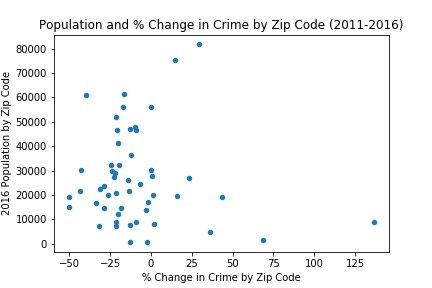 Population and % Change in Crime by Zip Code (2011-2016)
80000
70000
60000
50000
40000
30000
20000
10000
0
2016 Population by Zip Code
−50 −25 0 25 50 75 100 125
% Change in Crime by Zip Code